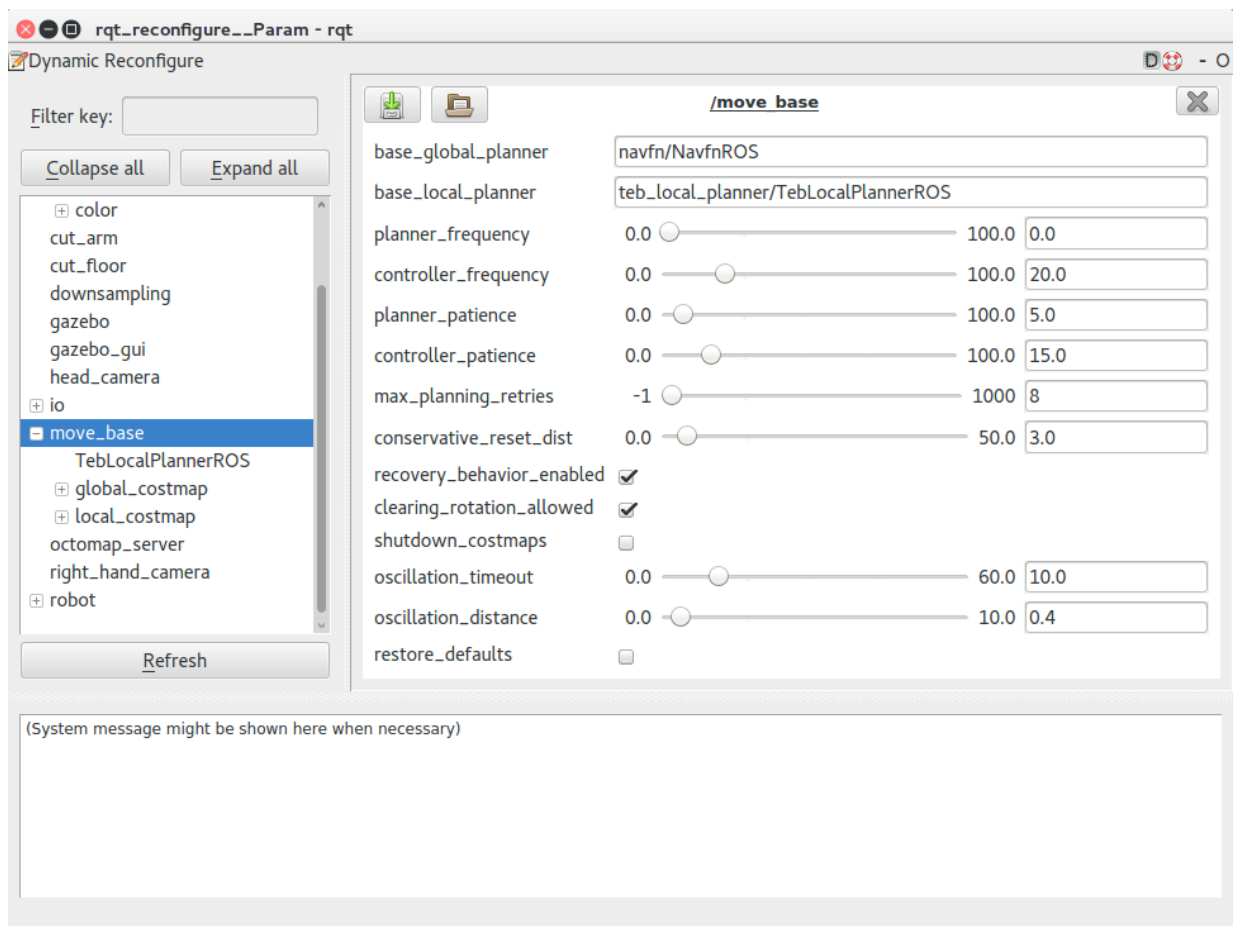 rqt_reconfigure__Param - rqt
Dynamic Reconfigure
D - O
Filter key:
Collapse all Expand all
color
cut_arm
cut_floor
downsampling
gazebo
gazebo_gui
head_camera
io
move_base
TebLocalPlannerROS
global_costmap
local_costmap
octomap_server
right_hand_camera
robot
Refresh
/move_base
base_global_planner navfn/NavfnROS
base_local_planner teb_local_planner/TebLocalPlannerROS
planner_frequency 0.0 100.0 0.0
controller_frequency 0.0 100.0 20.0
planner_patience 0.0 100.0 5.0
controller_patience 0.0 100.0 15.0
max_planning_retries -1 1000 8
conservative_reset_dist 0.0 50.0 3.0
recovery_behavior_enabled
clearing_rotation_allowed
shutdown_costmaps
oscillation_timeout 0.0 60.0 10.0
oscillation_distance 0.0 10.0 0.4
restore_defaults
(System message might be shown here when necessary)